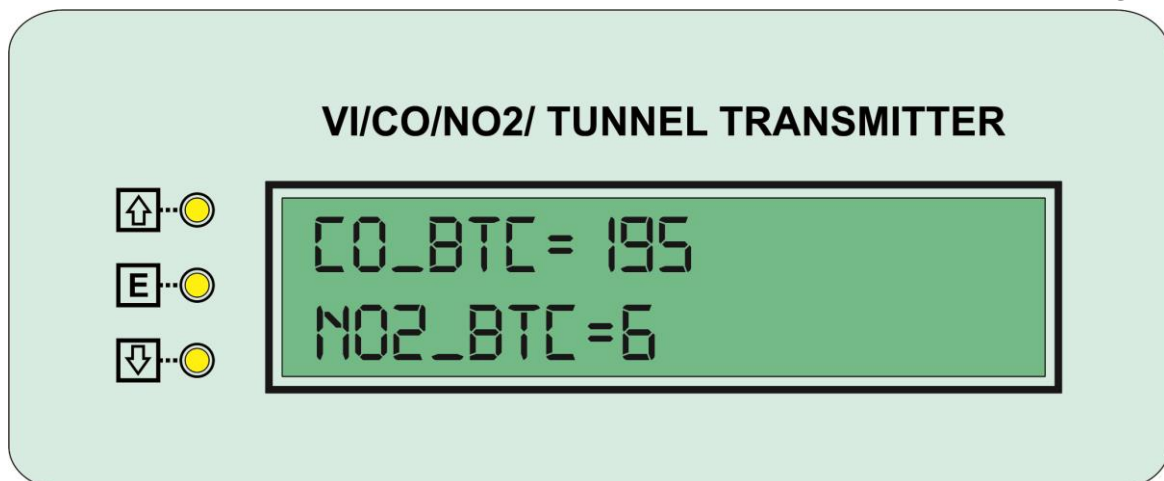 VI/CO/NO2/ TUNNEL TRANSMITTER
CO_BTC= 195
E
NO2_BTC=6